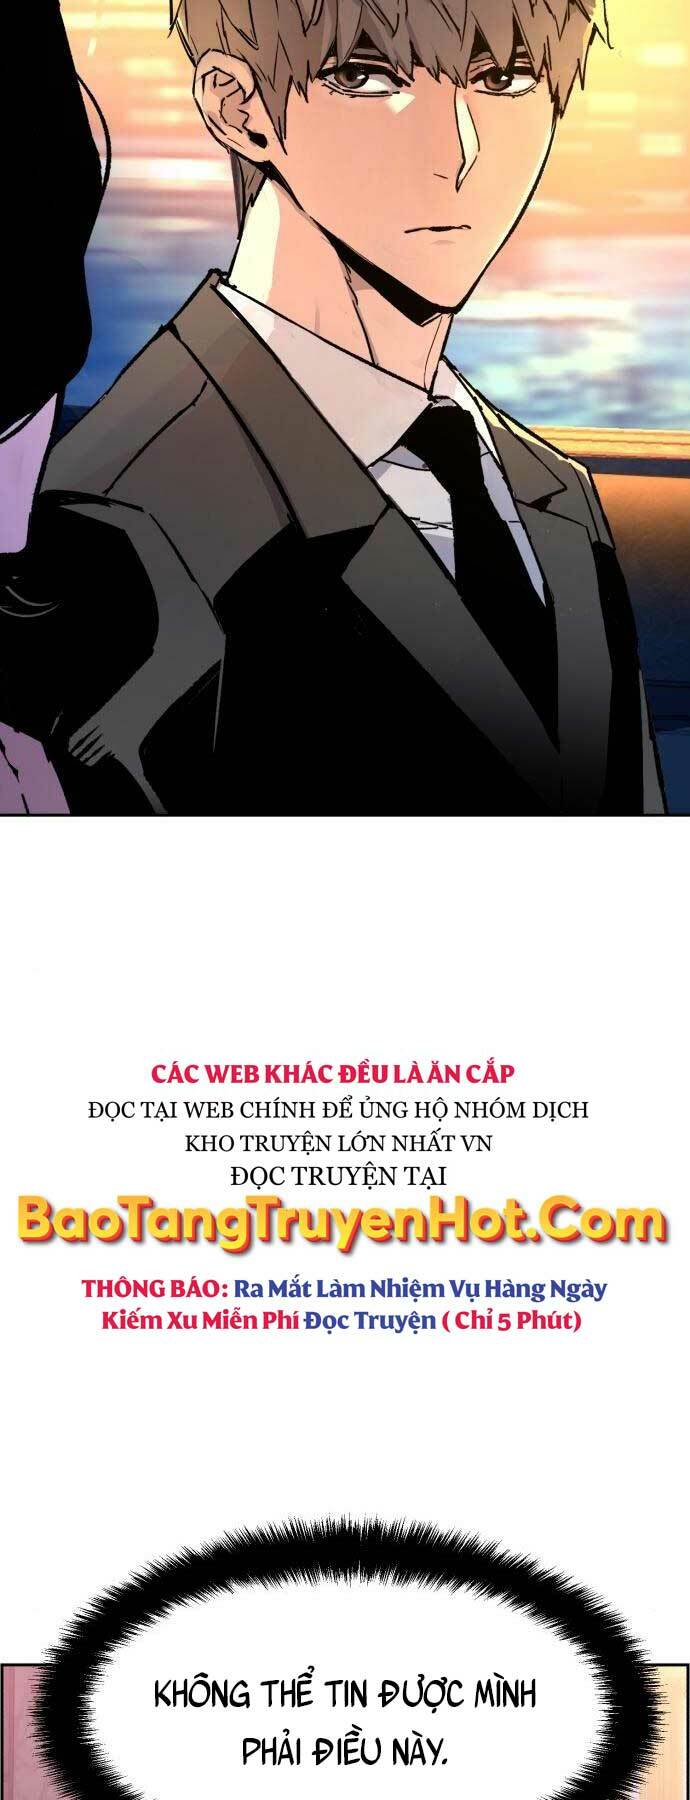 CÁC WEB KHÁC ĐỀU LÀ ĂN CẮP
ĐỌC TẠI WEB CHÍNH ĐỂ ỦNG HỘ NHÓM DỊCH
KHO TRUYỆN LỚN NHẤT VN
ĐỌC TRUYỆN TẠI
BaoTangTruyenHot.Com
THÔNG BÁO: Ra Mắt Làm Nhiệm Vụ Hàng Ngày
Kiếm Xu Miễn Phí Đọc Truyện ( Chỉ 5 Phút)
KHÔNG THỂ TIN ĐƯỢC MÌNH
PHẢI ĐIỀU NÀY.